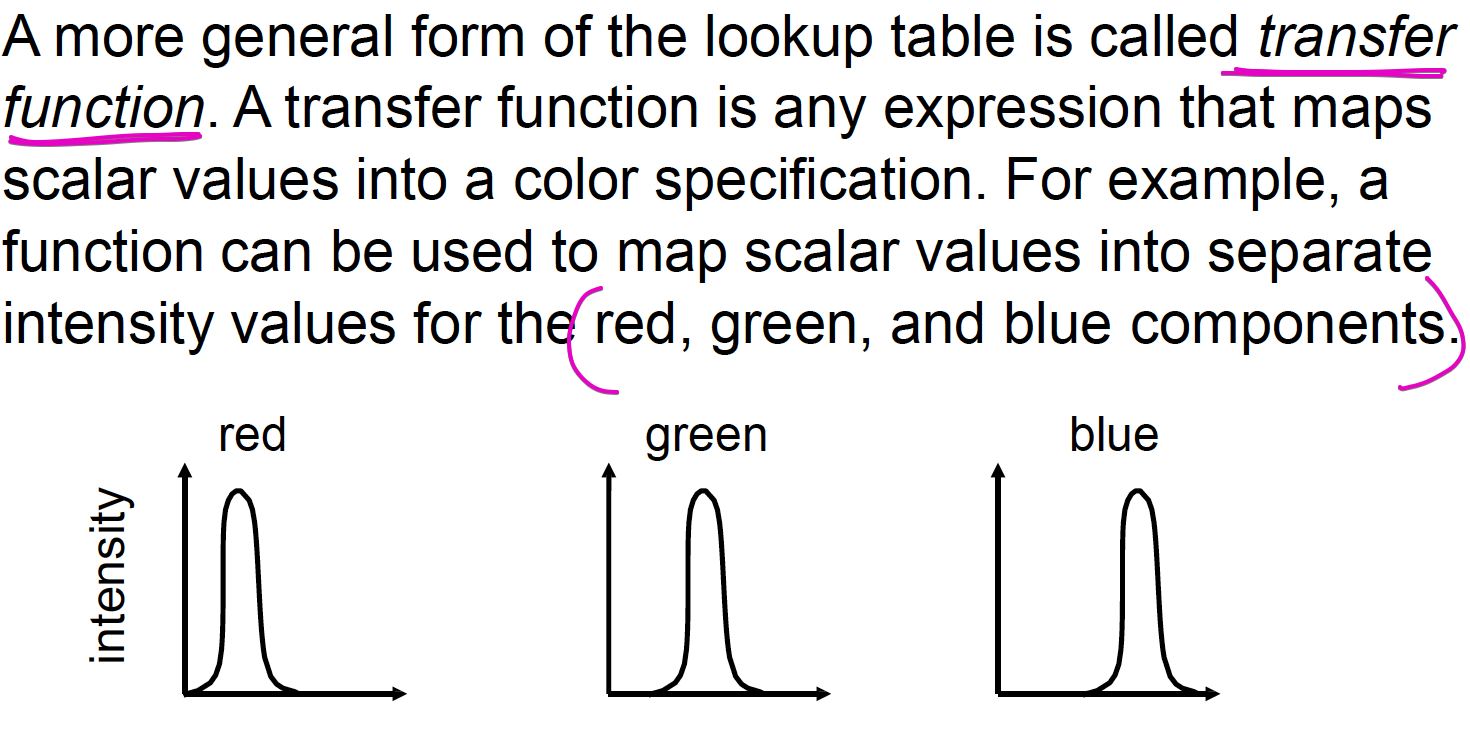 A more general form of the lookup table is called transfer
function. A transfer function is any expression that maps
scalar values into a color specification. For example, a
function can be used to map scalar values into separate
intensity values for the red, green, and blue components.
red green blue
intensity